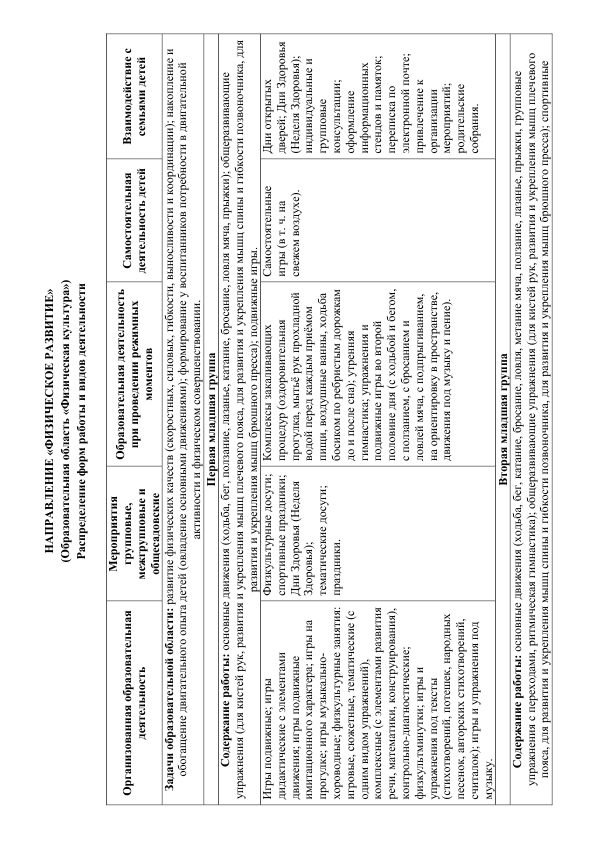 НАПРАВЛЕНИЕ «ФИЗИЧЕСКОЕ РАЗВИТИЕ»
(Образовательная область «Физическая культура»)
Распределение форм работы и видов деятельности
Организованная образовательная
деятельность
Мероприятия
групповые,
межгрупповые и
общесадовские
Образовательная деятельность
при проведении режимных
моментов
Самостоятельная
деятельность детей
Взаимодействие с
семьями детей
Задачи образовательной области: развитие физических качеств (скоростных, силовых, гибкости, выносливости и координации); накопление и
обогащение двигательного опыта детей (овладение основными движениями); формирование у воспитанников потребности в двигательной
активности и физическом совершенствовании.
Первая младшая группа
Содержание работы: основные движения (ходьба, бег, ползание, лазанье, катание, бросание, ловля мяча, прыжки); общеразвивающие
упражнения (для кистей рук, развития и укрепления мышц плечевого пояса, для развития и укрепления мышц спины и гибкости позвоночника, для
развития и укрепления мышц брюшного пресса); подвижные игры.
Игры подвижные; игры
дидактические с элементами
движения; игры подвижные
имитационного характера; игры на
прогулке; игры музыкально-
хороводные; физкультурные занятия:
игровые, сюжетные, тематические (с
одним видом упражнений),
комплексные (с элементами развития
речи, математики, конструирования),
контрольно-диагностические;
физкультминутки; игры и
упражнения под тексты
(стихотворений, потешек, народных
песенок, авторских стихотворений,
считалок); игры и упражнения под
музыку.
Физкультурные досуги;
спортивные праздники;
Дни Здоровья (Неделя
Здоровья);
тематические досуги;
праздники.
Комплексы закаливающих
процедур (оздоровительная
прогулка, мытьё рук прохладной
водой перед каждым приёмом
пищи, воздушные ванны, ходьба
босиком по ребристым дорожкам
до и после сна); утренняя
гимнастика; упражнения и
подвижные игры во второй
половине дня (с ходьбой и бегом,
с ползанием, с бросанием и
ловлей мяча, с подпрыгиванием,
на ориентировку в пространстве,
движения под музыку и пение).
Самостоятельные
игры (в т. ч. на
свежем воздухе).
Дни открытых
дверей; Дни Здоровья
(Неделя Здоровья);
индивидуальные и
групповые
консультации;
оформление
информационных
стендов и памяток;
переписка по
электронной почте;
привлечение к
организации
мероприятий;
родительские
собрания.
Вторая младшая группа
Содержание работы: основные движения (ходьба, бег, катание, бросание, ловля, метание мяча, ползание, лазанье, прыжки, групповые
упражнения с переходами, ритмическая гимнастика); общеразвивающие упражнения (для кистей рук, развития и укрепления мышц плечевого
пояса, для развития и укрепления мышц спины и гибкости позвоночника, для развития и укрепления мышц брюшного пресса); спортивные